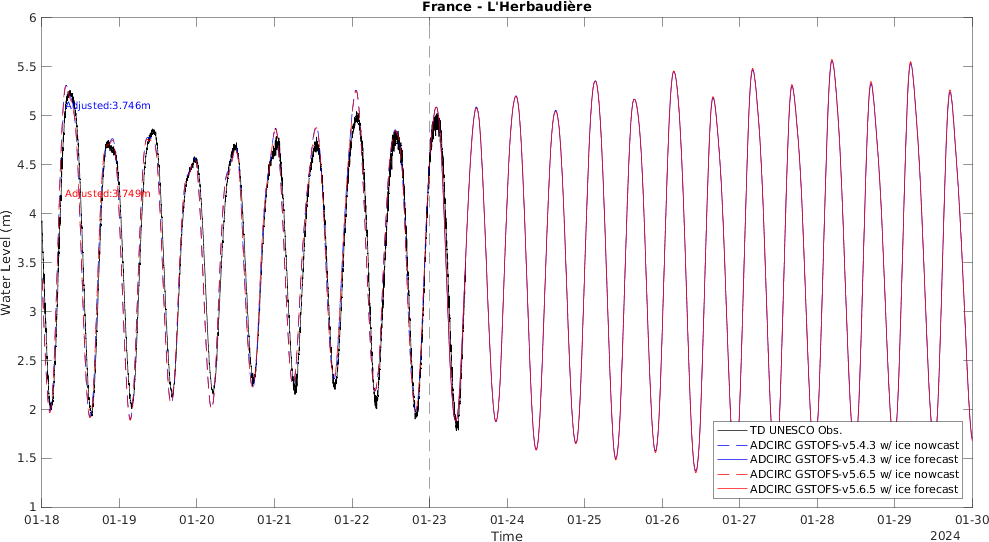 France - L'Herbaudière
Water Level (m)
6
5.5
5
4.5
4
3.5
3
2.5
2
1.5
1
Adjusted:3.746m
Adjusted:3.749m
TD UNESCO Obs.
ADCIRC GSTOFS-v5.4.3 w/ ice nowcast
ADCIRC GSTOFS-v5.4.3 w/ ice forecast
ADCIRC GSTOFS-v5.6.5 w/ ice nowcast
ADCIRC GSTOFS-v5.6.5 w/ ice forecast
01-18 01-19 01-20 01-21 01-22 01-23 01-24 01-25 01-26 01-27 01-28 01-29 01-30
Time
2024